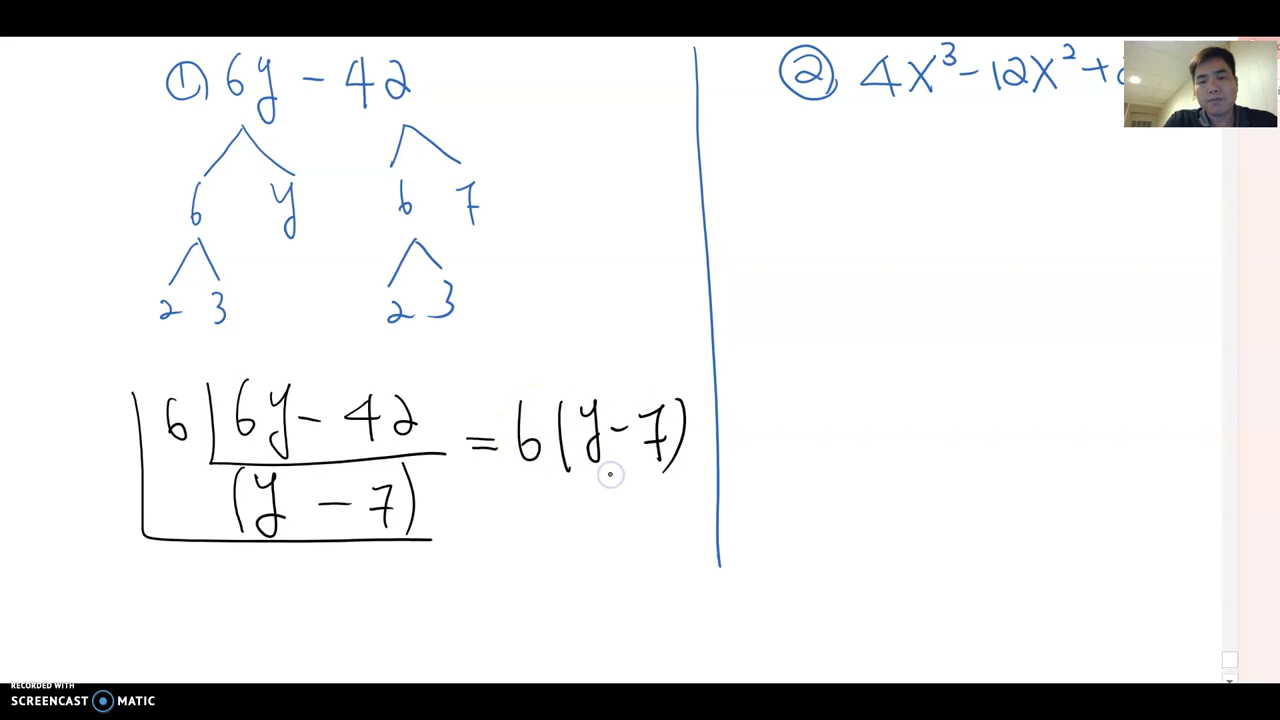 ① 6y - 42
6 y 6 7
2 3 2 3
6 | 6y - 42 = 6(y - 7)
(y - 7)
② 4x³ - 12x² +
RECORDED WITH
SCREENCAST MATIC